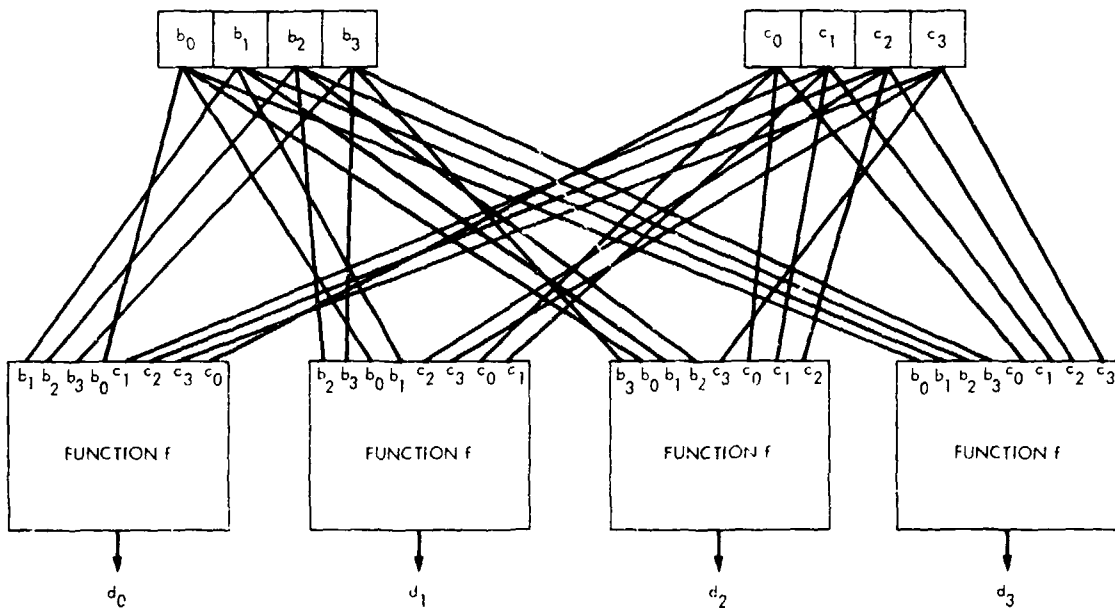 b0 b1 b2 b3 c0 c1 c2 c3
b1 b2 b3 b0 c1 c2 c3 c0 b2 b3 b0 b1 c2 c3 c0 c1 b3 b0 b1 b2 c3 c0 c1 c2 b0 b1 b2 b3 c0 c1 c2 c3
FUNCTION f FUNCTION f FUNCTION f FUNCTION f
d0 d1 d2 d3